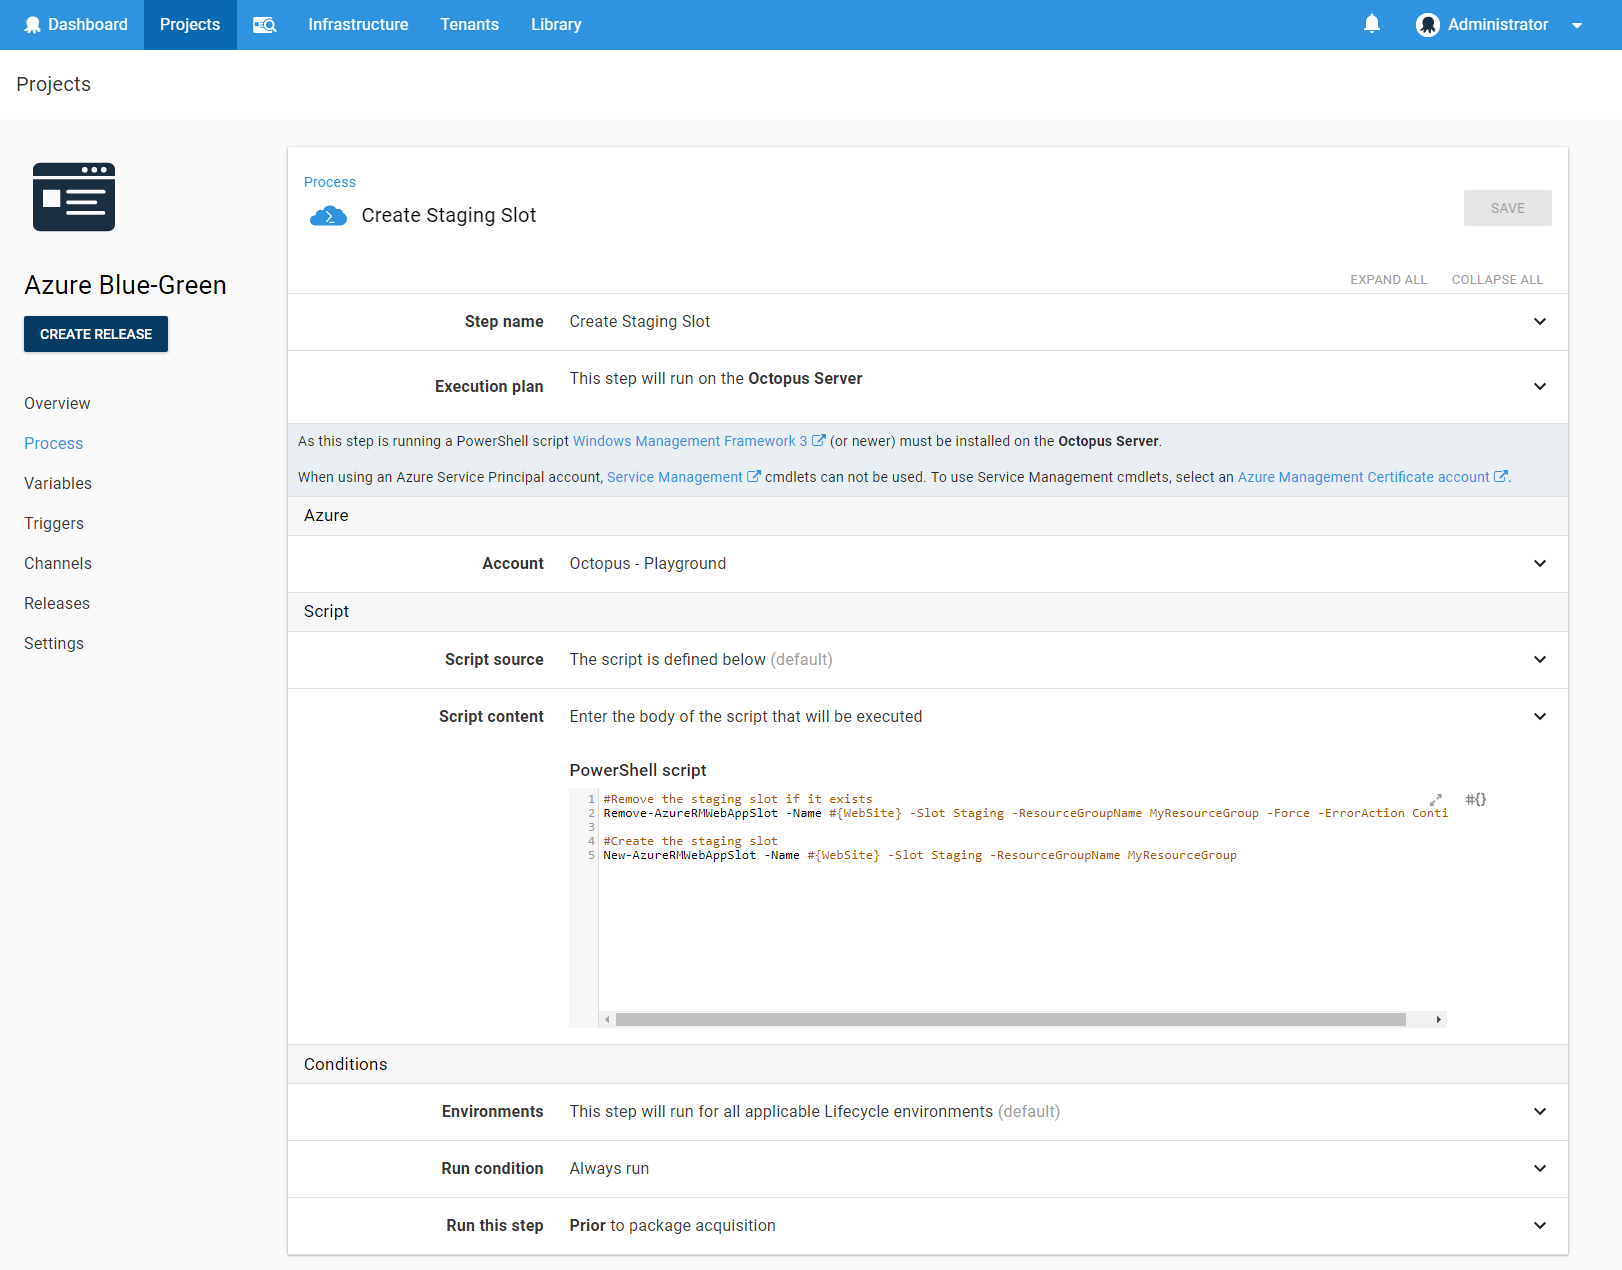 Dashboard Projects Infrastructure Tenants Library Administrator
Projects
Azure Blue-Green
CREATE RELEASE
Overview
Process
Variables
Triggers
Channels
Releases
Settings
Process
Create Staging Slot
SAVE
EXPAND ALL COLLAPSE ALL
Step name Create Staging Slot
Execution plan This step will run on the Octopus Server
As this step is running a PowerShell script Windows Management Framework 3 (or newer) must be installed on the Octopus Server.
When using an Azure Service Principal account, Service Management cmdlets can not be used. To use Service Management cmdlets, select an Azure Management Certificate account.
Azure
Account Octopus - Playground
Script
Script source The script is defined below (default)
Script content Enter the body of the script that will be executed
PowerShell script
1 #Remove the staging slot if it exists
#{}
2 Remove-AzureRMWebAppSlot -Name #{WebSite} -Slot Staging -ResourceGroupName MyResourceGroup -Force -ErrorAction Conti
3
4 #Create the staging slot
5 New-AzureRMWebAppSlot -Name #{WebSite} -Slot Staging -ResourceGroupName MyResourceGroup
Conditions
Environments This step will run for all applicable Lifecycle environments (default)
Run condition Always run
Run this step Prior to package acquisition